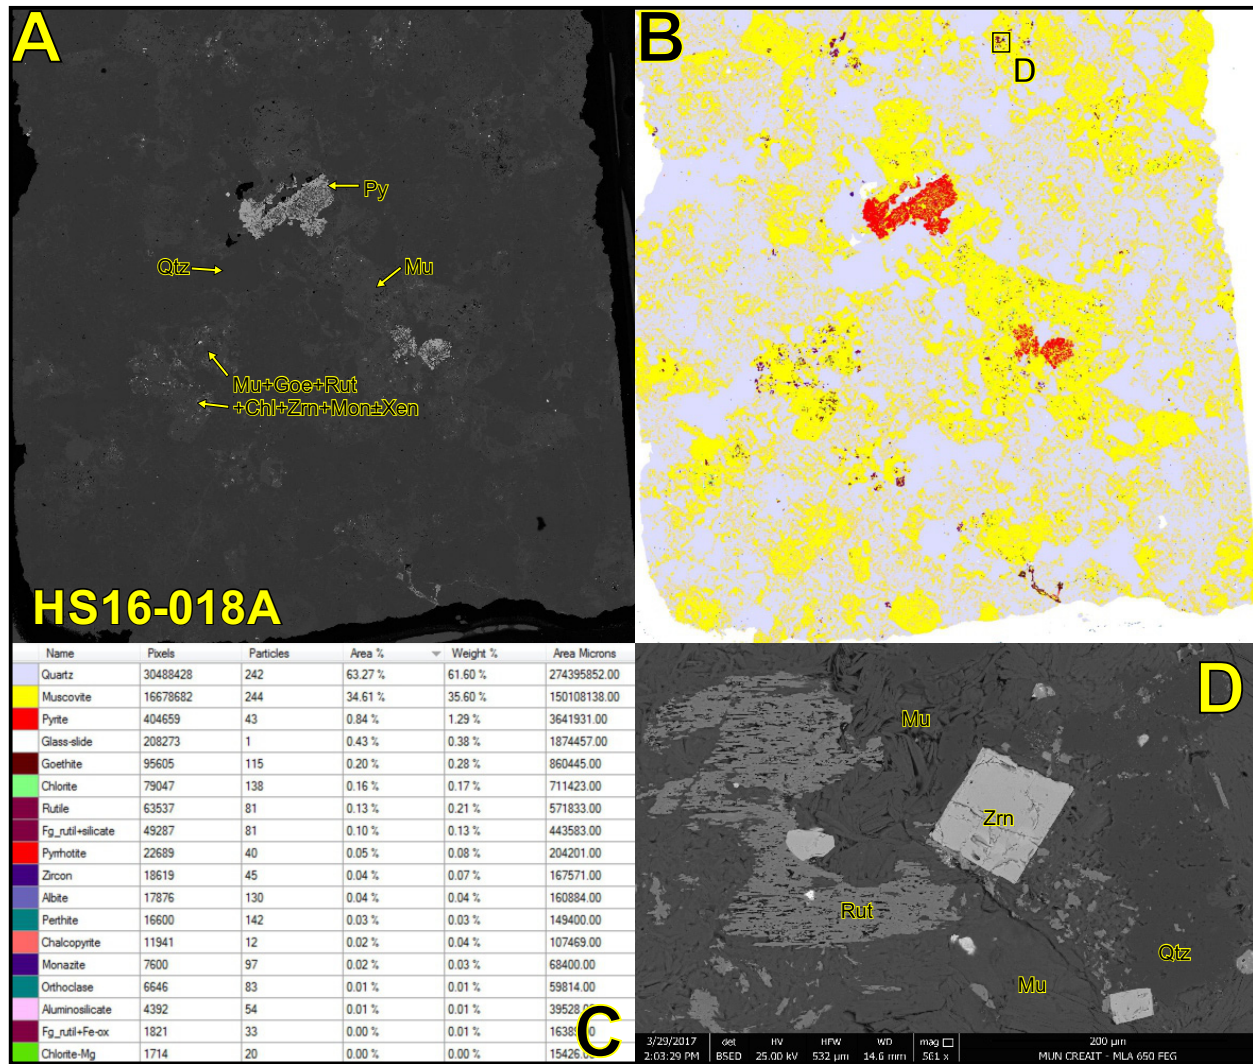 A
B
D
Py
Qtz
Mu
Mu+Goe+Rut
+Chl+Zrn+Mon±Xen
HS16-018A
Name Pixels Particles Area % Weight % Area Microns
Quartz 30488428 242 63.27 % 61.60 % 274395852.00
Muscovite 16678682 244 34.61 % 35.60 % 150108138.00
Pyrite 404659 43 0.84 % 1.29 % 3641931.00
Glass-slide 208273 1 0.43 % 0.38 % 1874457.00
Goethite 95605 115 0.20 % 0.28 % 860445.00
Chlorite 79047 138 0.16 % 0.17 % 711423.00
Rutile 63537 81 0.13 % 0.21 % 571833.00
Fg_rutil+silicate 49287 81 0.10 % 0.13 % 443583.00
Pyrrhotite 22689 40 0.05 % 0.08 % 204201.00
Zircon 18619 45 0.04 % 0.07 % 167571.00
Albite 17876 130 0.04 % 0.04 % 160884.00
Perthite 16600 142 0.03 % 0.03 % 149400.00
Chalcopyrite 11941 12 0.02 % 0.04 % 107469.00
Monazite 7600 97 0.02 % 0.03 % 68400.00
Orthoclase 6646 83 0.01 % 0.01 % 59814.00
Aluminosilicate 4392 54 0.01 % 0.01 % 39528.00
Fg_rutil+Fe-ox 1821 33 0.00 % 0.01 %
Chlorite-Mg 1714 20 0.00 % 0.00 % 15426.00
C
D
Mu
Zrn
Rut
Qtz
Mu
3/29/2017 det HV HFW WD mag 200 µm
2:03:29 PM BSED 25.00 kV 532 µm 14.6 mm 561 x MUN CREAIT - MLA 650 FEG